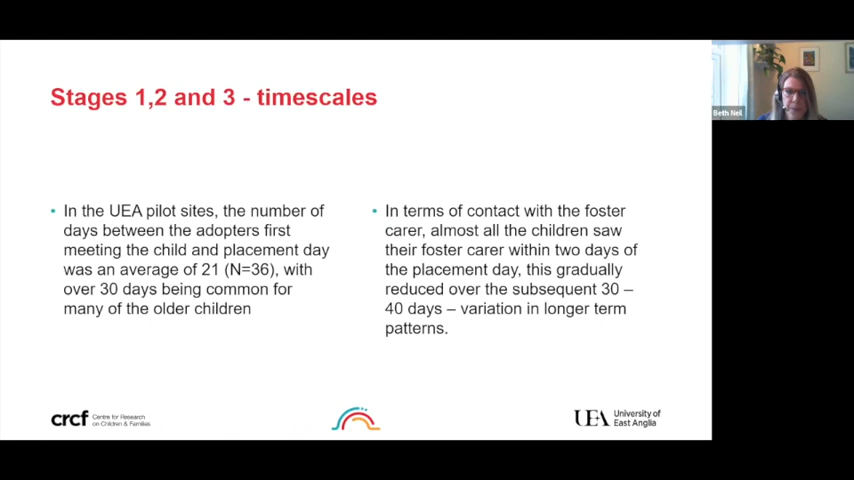 Stages 1,2 and 3 - timescales
• In the UEA pilot sites, the number of
days between the adopters first
meeting the child and placement day
was an average of 21 (N=36), with
over 30 days being common for
many of the older children
• In terms of contact with the foster
carer, almost all the children saw
their foster carer within two days of
the placement day, this gradually
reduced over the subsequent 30 –
40 days – variation in longer term
patterns.
crcf Centre for Research
on Children & Families
UEA University of
East Anglia
Beth Neil